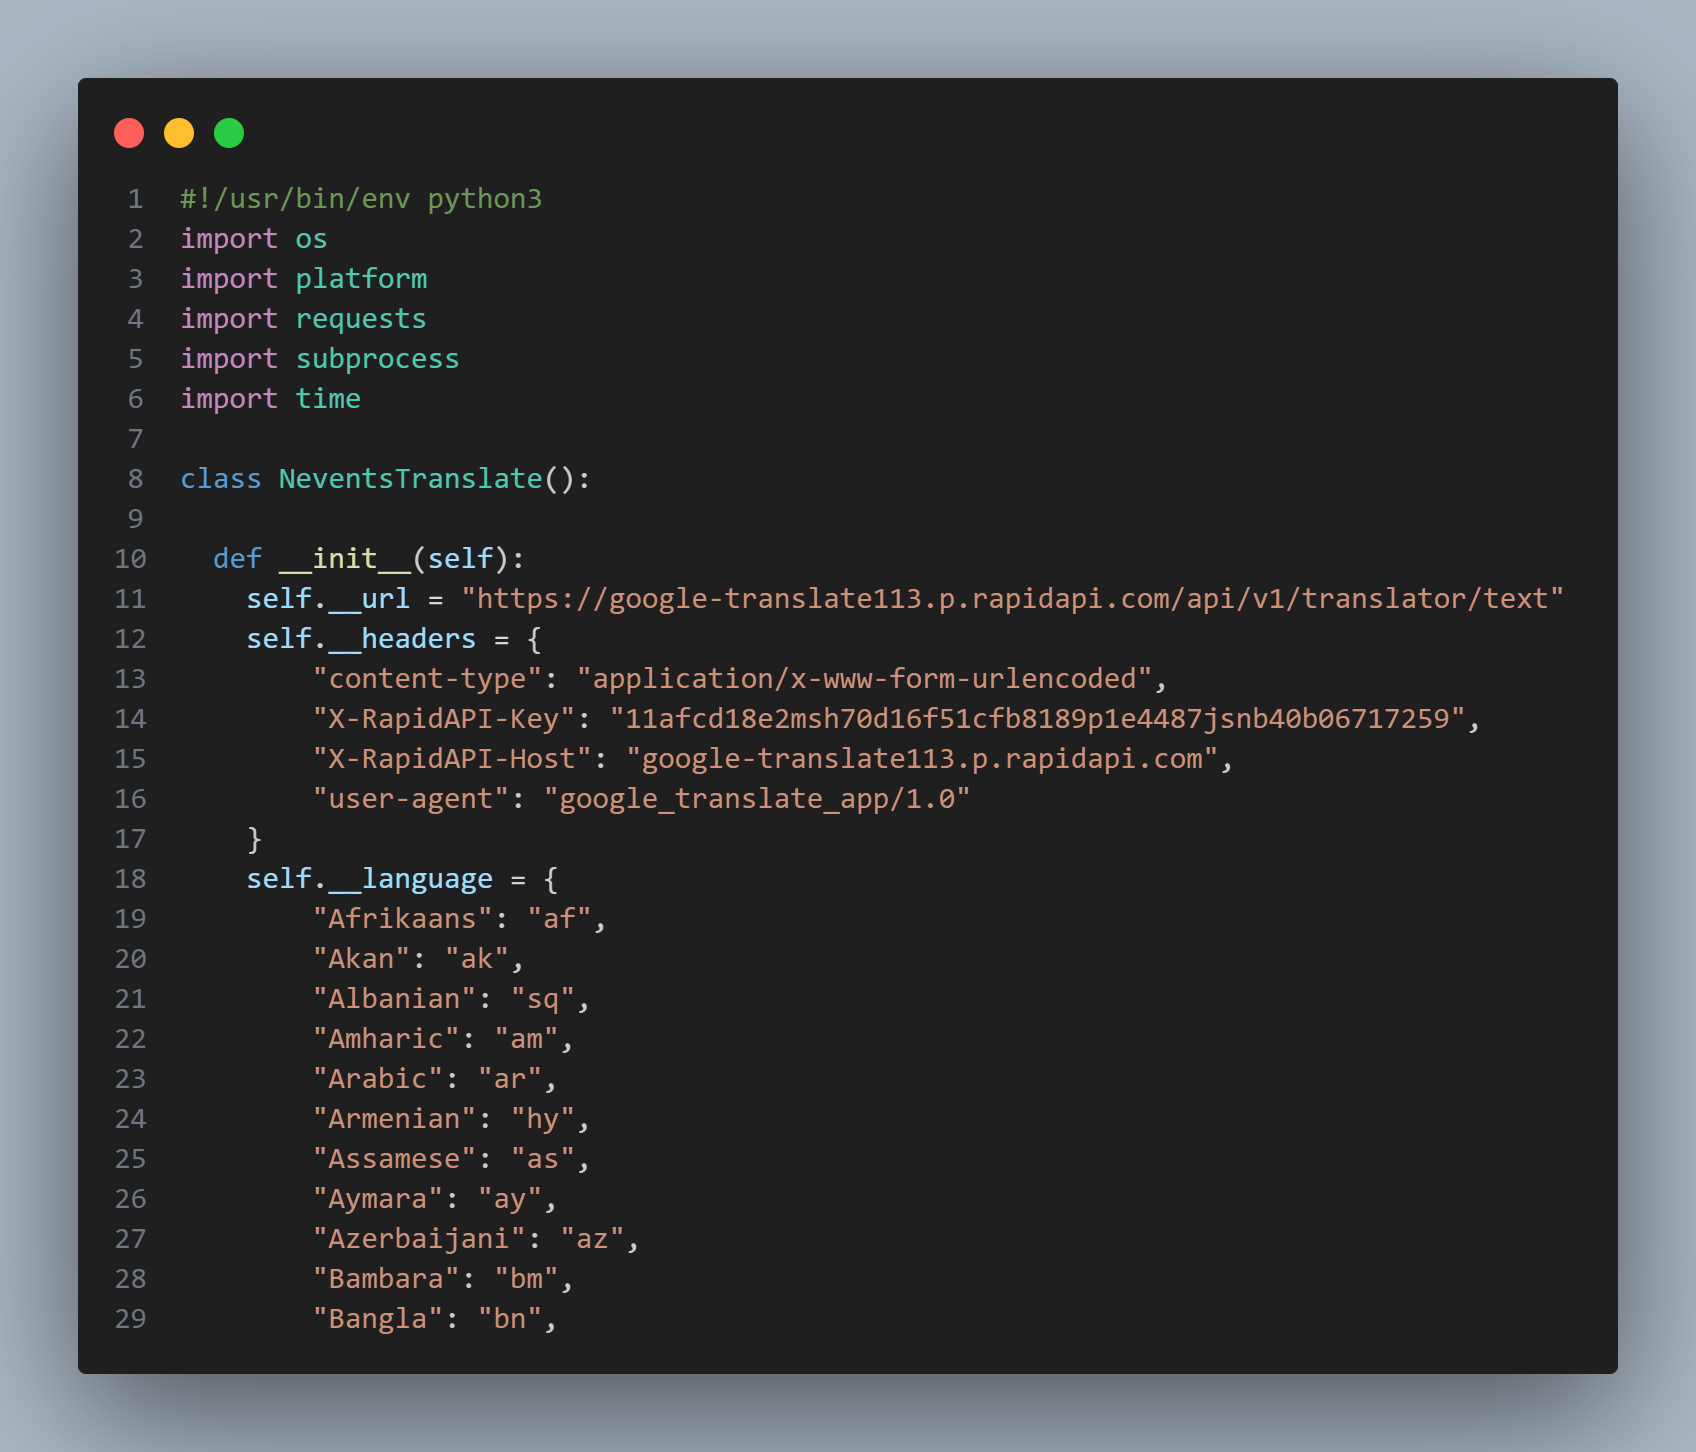 1 #!/usr/bin/env python3
2 import os
3 import platform
4 import requests
5 import subprocess
6 import time
7
8 class NeventsTranslate():
9
10   def __init__(self):
11     self.__url = "https://google-translate113.p.rapidapi.com/api/v1/translator/text"
12     self.__headers = {
13         "content-type": "application/x-www-form-urlencoded",
14         "X-RapidAPI-Key": "11afcd18e2msh70d16f51cfb8189p1e4487jsnb40b06717259",
15         "X-RapidAPI-Host": "google-translate113.p.rapidapi.com",
16         "user-agent": "google_translate_app/1.0"
17     }
18     self.__language = {
19         "Afrikaans": "af",
20         "Akan": "ak",
21         "Albanian": "sq",
22         "Amharic": "am",
23         "Arabic": "ar",
24         "Armenian": "hy",
25         "Assamese": "as",
26         "Aymara": "ay",
27         "Azerbaijani": "az",
28         "Bambara": "bm",
29         "Bangla": "bn",